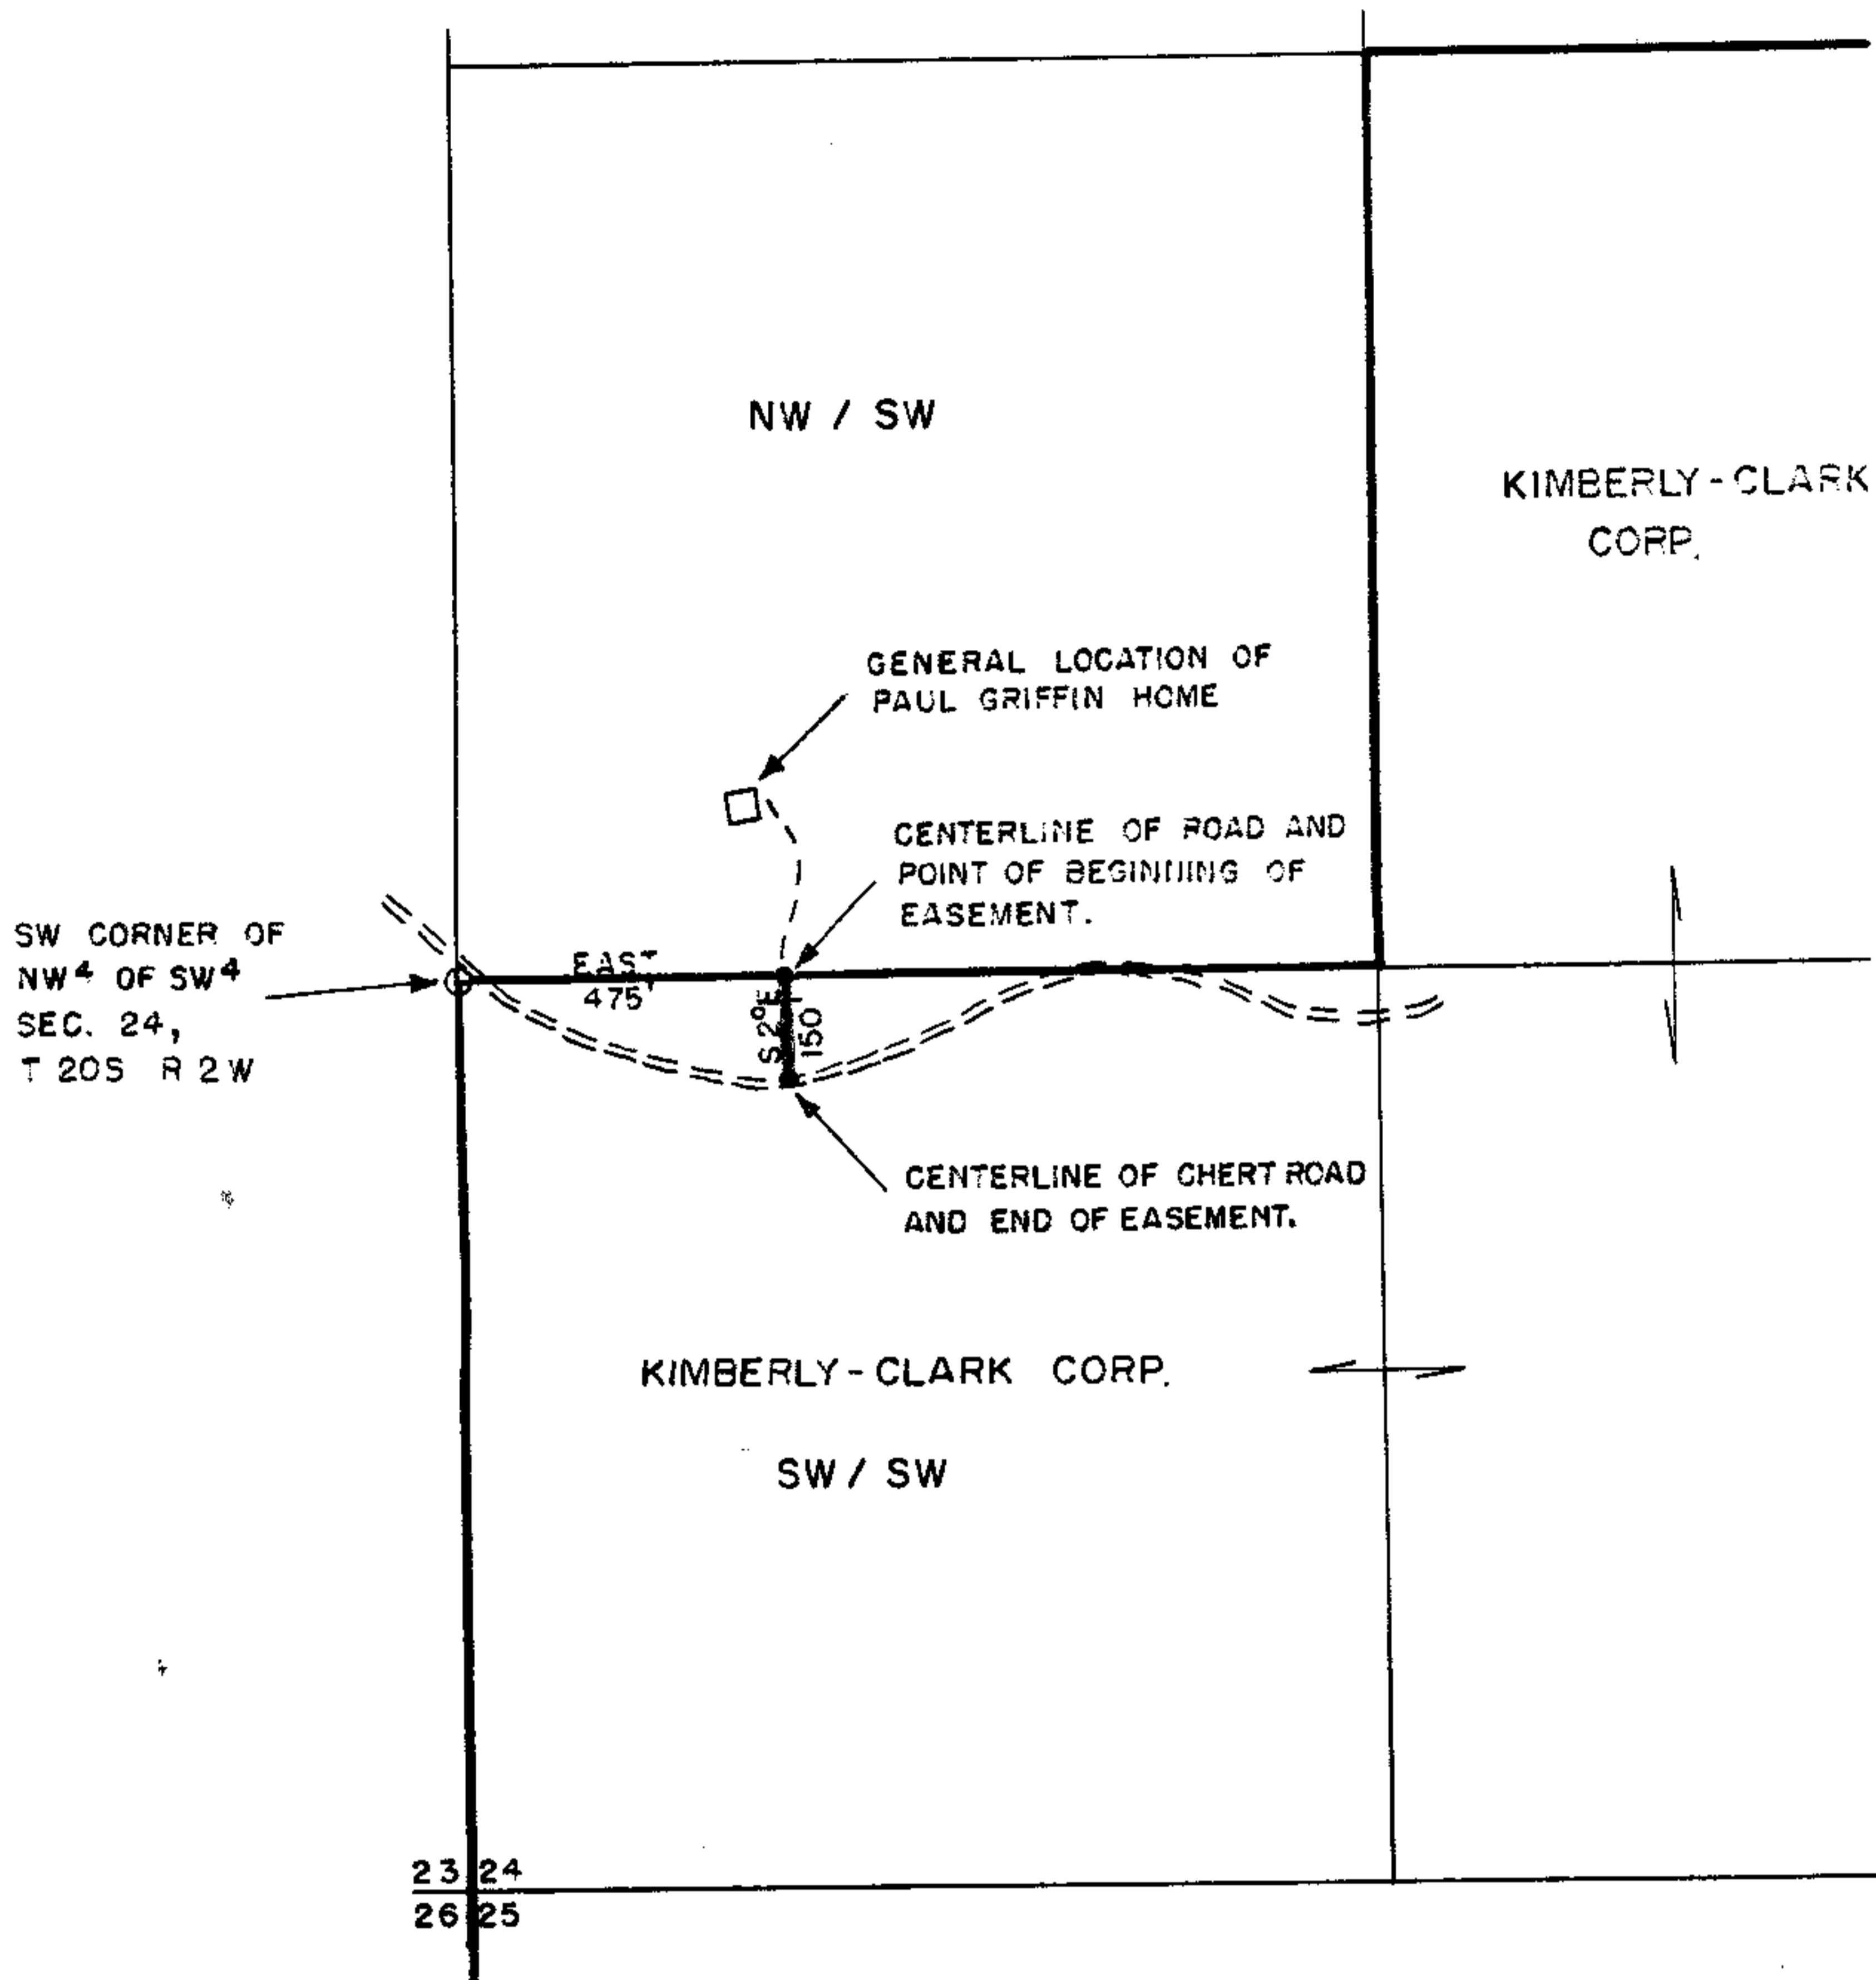 NW / SW
KIMBERLY-CLARK
CORP.
GENERAL LOCATION OF
PAUL GRIFFIN HOME
CENTERLINE OF ROAD AND
POINT OF BEGINNING OF
EASEMENT.
SW CORNER OF
NW⁴ OF SW⁴
SEC. 24,
T 20S R 2W
EAST
475'
S 2° E
150'
CENTERLINE OF CHERT ROAD
AND END OF EASEMENT.
KIMBERLY-CLARK CORP.
SW / SW
23 24
26 25